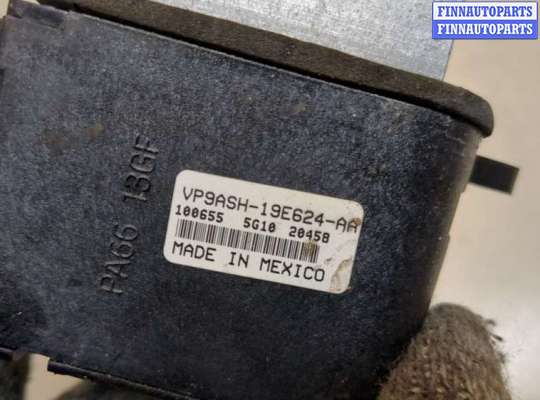 FINNAUTOPARTS
FINNAUTOPARTS
PA66 13GF
VP9ASH-19E624-AA
100655 5G10 20458
MADE IN MEXICO